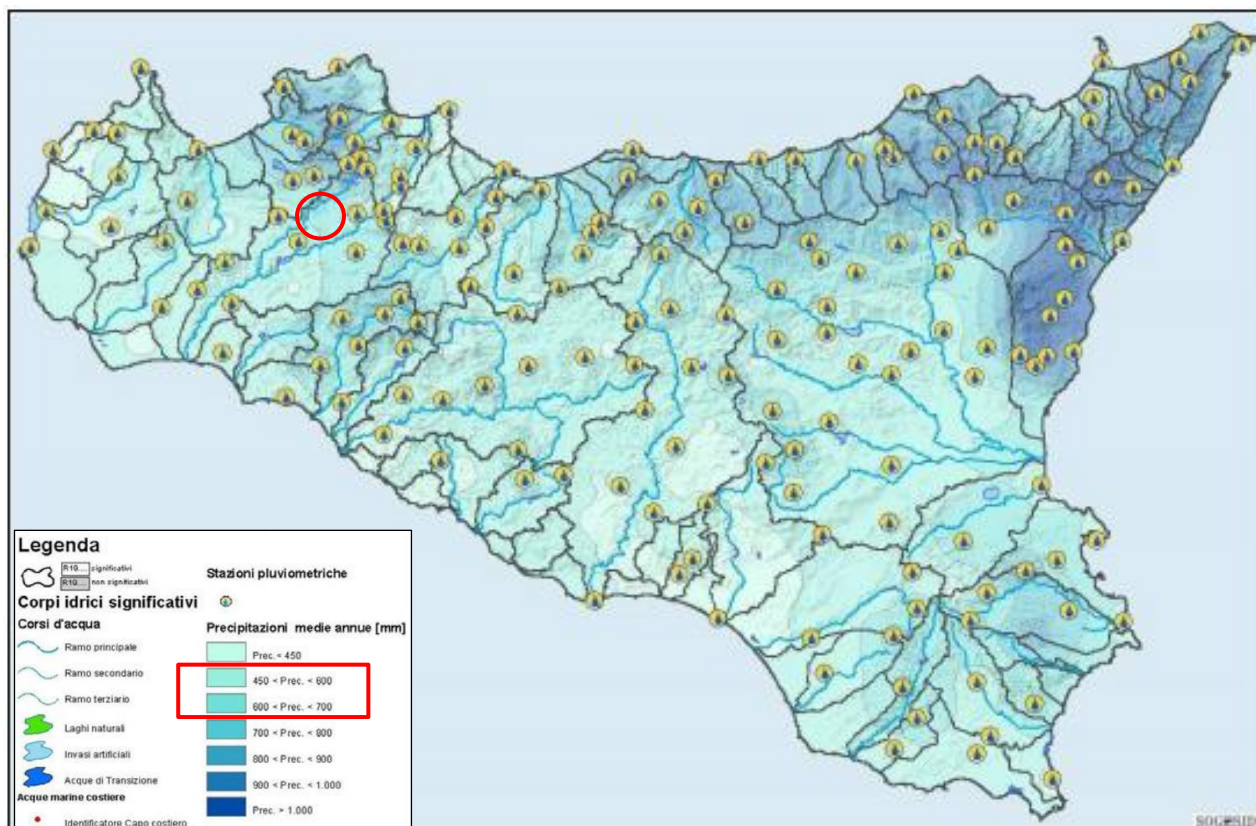 Legenda
R19.... significativi
R19.... non significativi
Stazioni pluviometriche
Corpi idrici significativi
Corsi d'acqua
Precipitazioni medie annue [mm]
Ramo principale
Prec. < 450
Ramo secondario
450 < Prec. < 600
Ramo terziario
600 < Prec. < 700
Laghi naturali
700 < Prec. < 800
Invasi artificiali
800 < Prec. < 900
Acque di Transizione
900 < Prec. < 1.000
Acque marine costiere
Prec. > 1.000
Identificatore Capo costiero